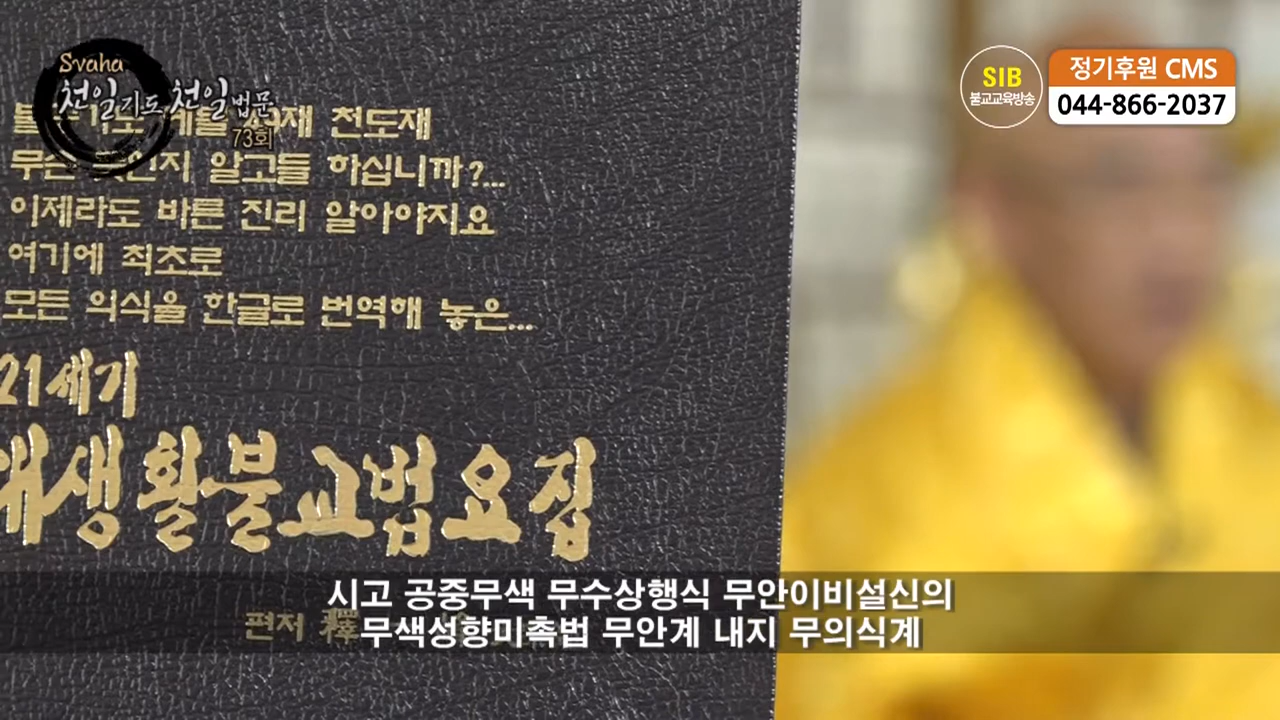 Svaha
천일기도 천일법문
73회
SIB
불교교육방송
정기후원 CMS
044-866-2037
천도재
알고들 하십니까?...
이제라도 바른 진리 알아야지요
여기에 최초로
모든 의식을 한글로 번역해 놓은...
21세기
생활불교법요집
편저 釋
시고 공중무색 무수상행식 무안이비설신의
무색성향미촉법 무안계 내지 무의식계